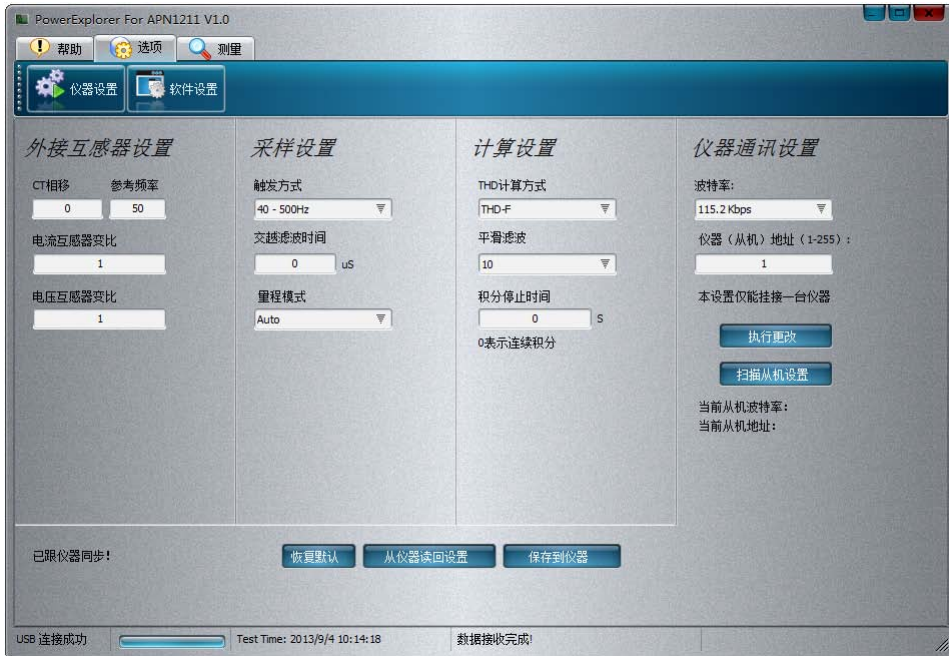 PowerExplorer For APN1211 V1.0
帮助
选项
测量
仪器设置
软件设置
外接互感器设置
CT相移
参考频率
0
50
电流互感器变比
1
电压互感器变比
1
采样设置
触发方式
40 - 500Hz
交越滤波时间
0 uS
量程模式
Auto
计算设置
THD计算方式
THD-F
平滑滤波
10
积分停止时间
0 S
0表示连续积分
仪器通讯设置
波特率:
115.2 Kbps
仪器(从机)地址(1-255):
1
本设置仅能挂接一台仪器
执行更改
扫描从机设置
当前从机波特率:
当前从机地址:
已跟仪器同步!
恢复默认
从仪器读回设置
保存到仪器
USB 连接成功
Test Time: 2013/9/4 10:14:18
数据接收完成!